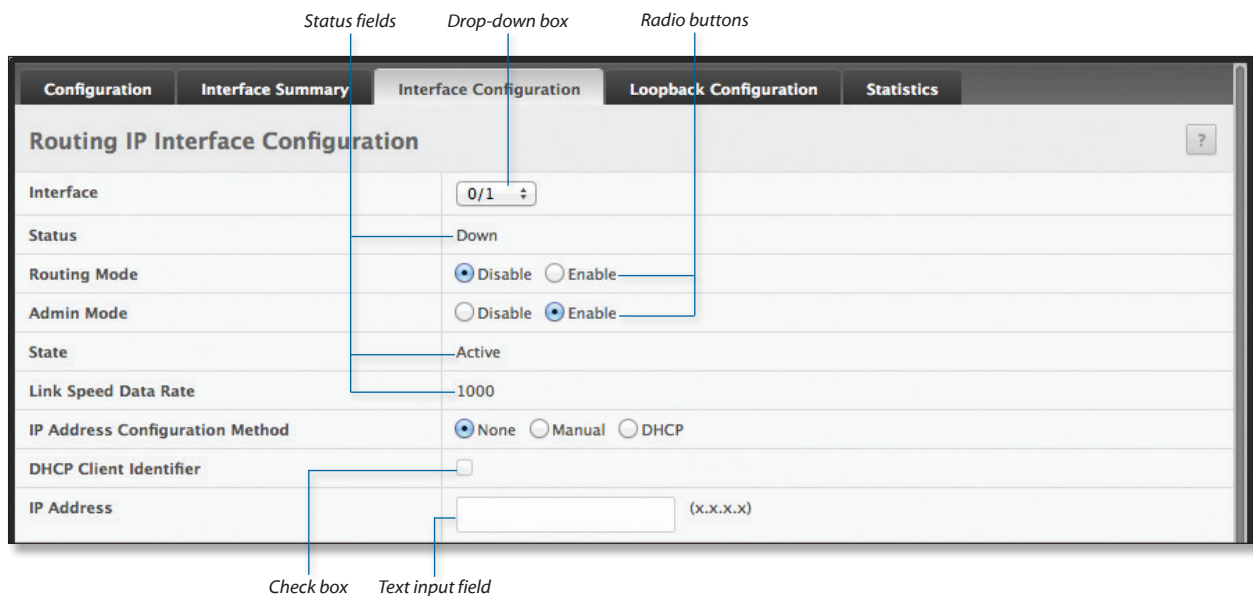 Status fields Drop-down box Radio buttons
Configuration Interface Summary Interface Configuration Loopback Configuration Statistics
Routing IP Interface Configuration ?
Interface 0/1
Status Down
Routing Mode Disable Enable
Admin Mode Disable Enable
State Active
Link Speed Data Rate 1000
IP Address Configuration Method None Manual DHCP
DHCP Client Identifier
IP Address (x.x.x.x)
Check box Text input field